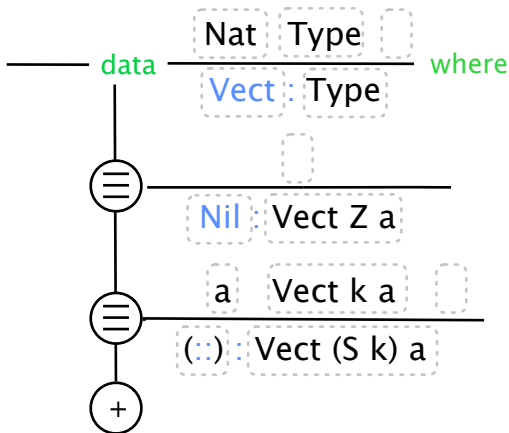 Nat Type
data where
Vect : Type
Nil : Vect Z a
a Vect k a
(::) : Vect (S k) a
+